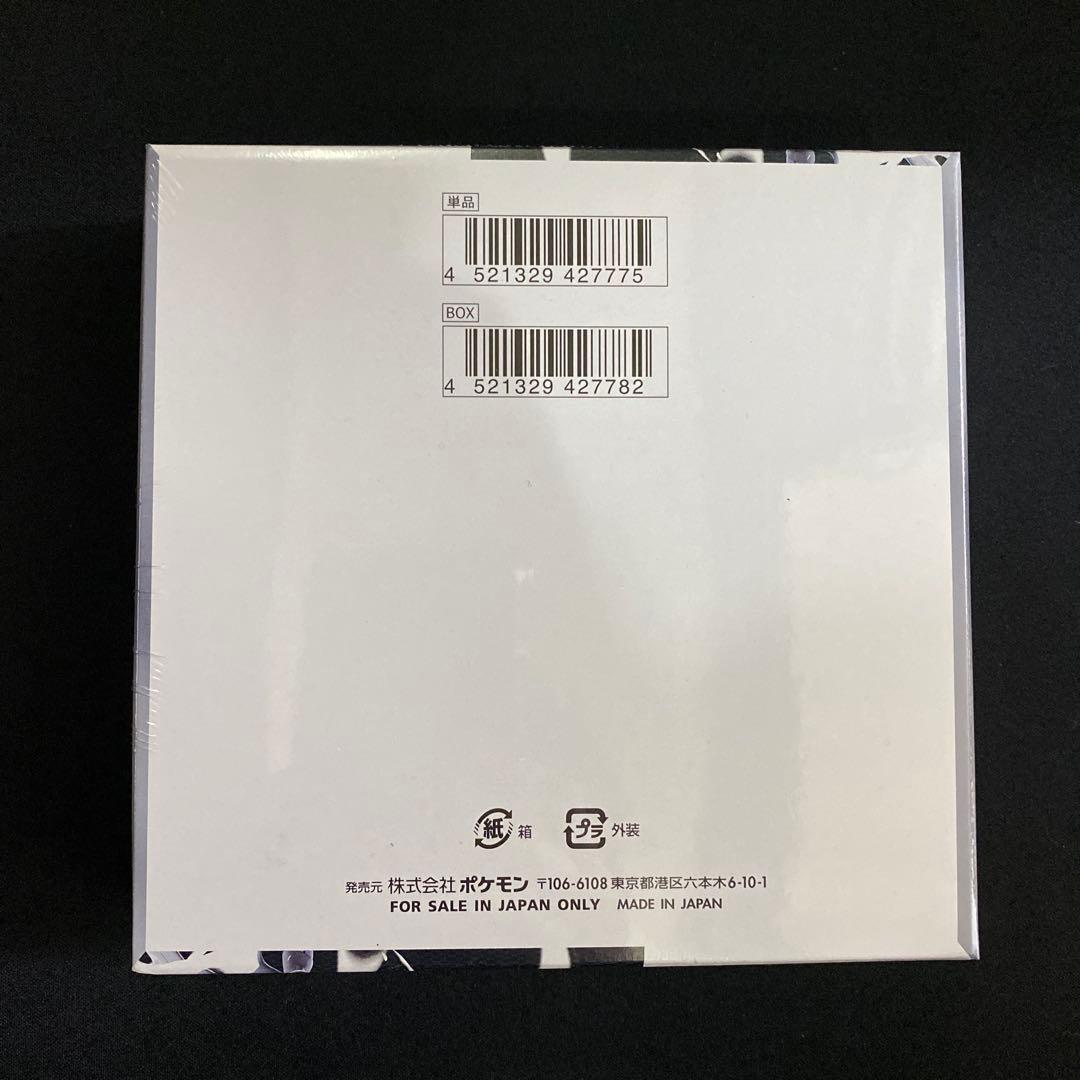 単品
4 521329 427775
BOX
4 521329 427782
紙 箱 プラ 外装
発売元 株式会社 ポケモン 〒106-6108 東京都港区六本木6-10-1
FOR SALE IN JAPAN ONLY MADE IN JAPAN